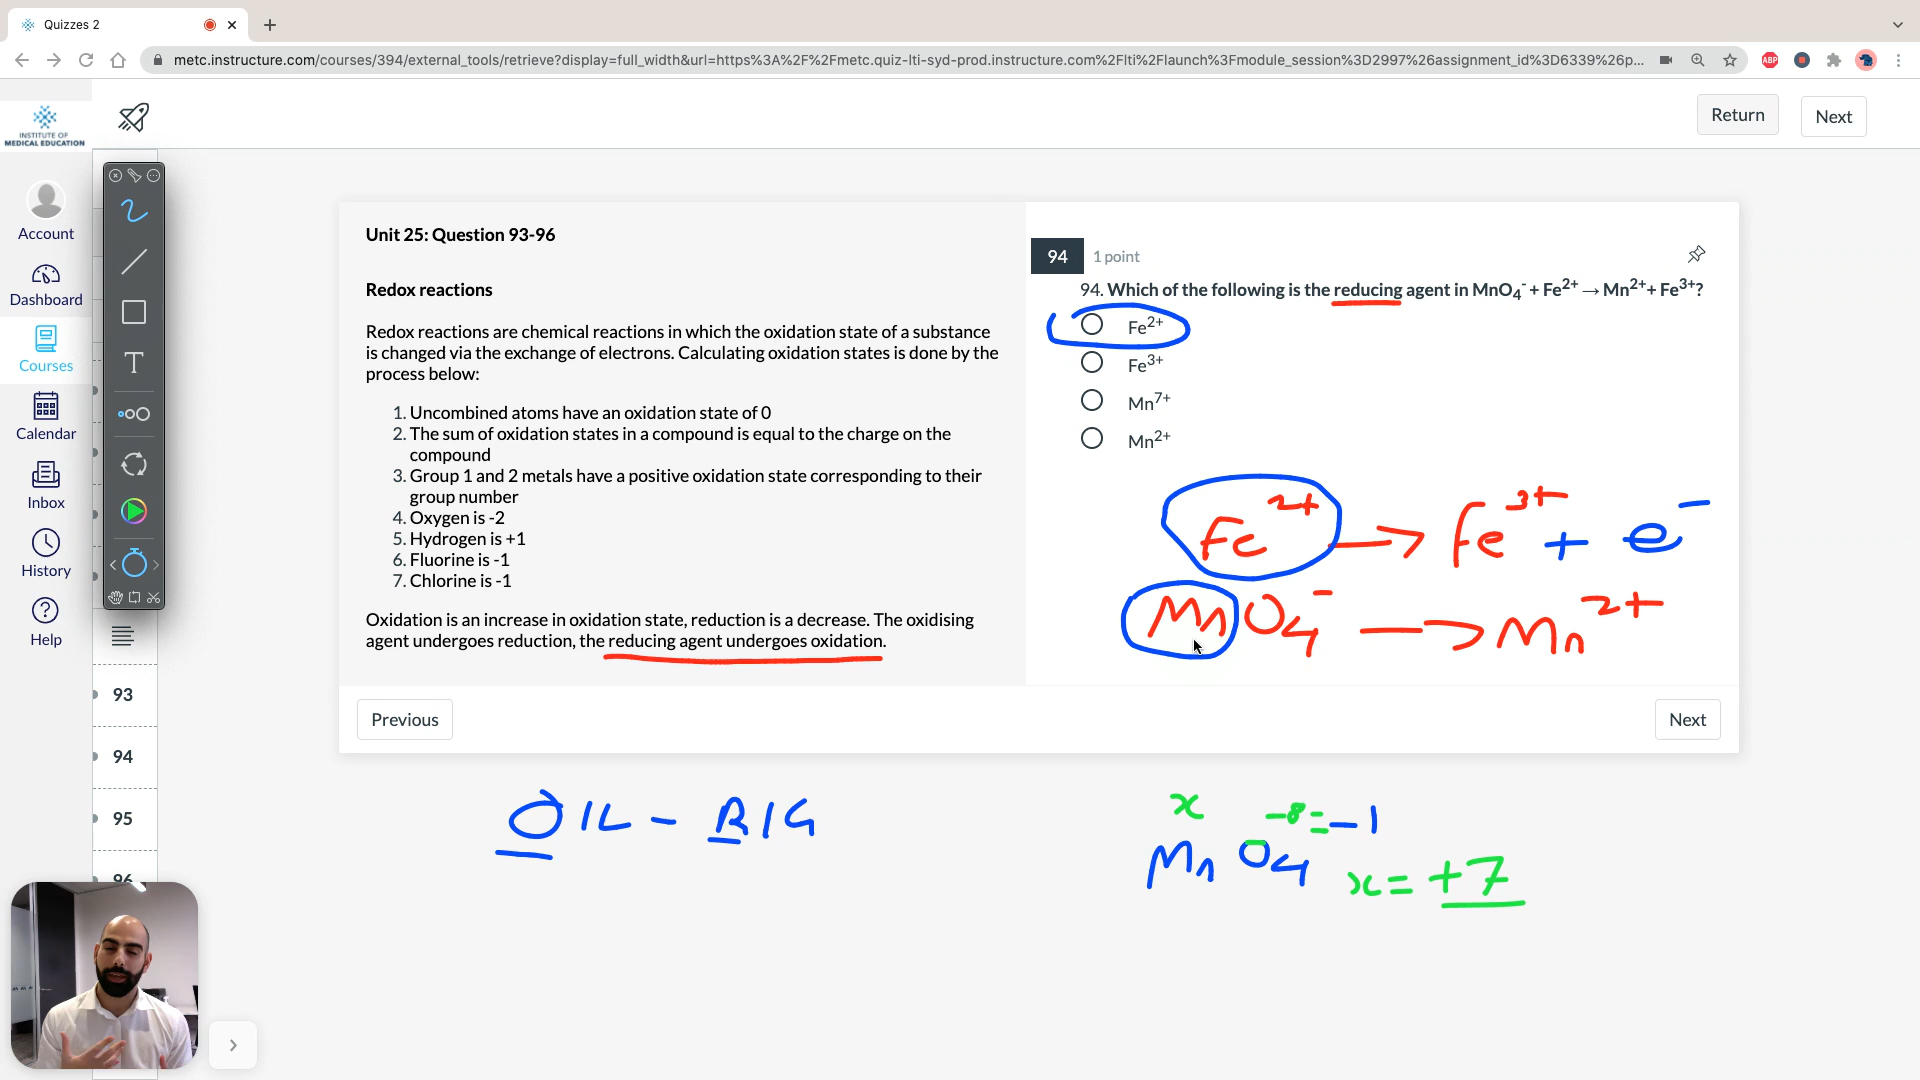 Quizzes 2
metc.instructure.com/courses/394/external_tools/retrieve?display=full_width&url=https%3A%2F%2Fmetc.quiz-lti-syd-prod.instructure.com%2Flti%2Flaunch%3Fmodule_session%3D2997%26assignment_id%3D6339%26p...
ABP
INSTITUTE OF
MEDICAL EDUCATION
Return
Next
Account
Dashboard
Courses
Calendar
Inbox
History
Help
T
93
94
95
96
Unit 25: Question 93-96
Redox reactions
Redox reactions are chemical reactions in which the oxidation state of a substance
is changed via the exchange of electrons. Calculating oxidation states is done by the
process below:
1. Uncombined atoms have an oxidation state of 0
2. The sum of oxidation states in a compound is equal to the charge on the
compound
3. Group 1 and 2 metals have a positive oxidation state corresponding to their
group number
4. Oxygen is -2
5. Hydrogen is +1
6. Fluorine is -1
7. Chlorine is -1
Oxidation is an increase in oxidation state, reduction is a decrease. The oxidising
agent undergoes reduction, the reducing agent undergoes oxidation.
94
1 point
94. Which of the following is the reducing agent in MnO₄⁻ + Fe²⁺ → Mn²⁺+ Fe³⁺?
Fe²⁺
Fe³⁺
Mn⁷⁺
Mn²⁺
Fe²⁺ → Fe³⁺ + e⁻
MnO₄⁻ → Mn²⁺
Previous
Next
OIL - RIG
x -8 = -1
MnO₄
x = +7